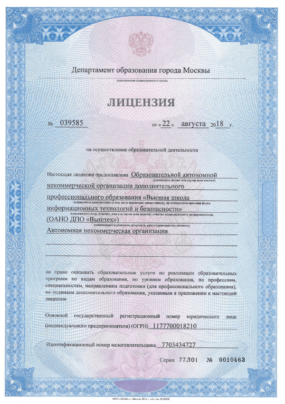 Департамент образования города Москвы
ЛИЦЕНЗИЯ
№ 039585 от « 22 » августа 20 18 г.
на осуществление образовательной деятельности
Настоящая лицензия предоставлена Образовательной автономной
некоммерческой организации дополнительного
профессионального образования «Высшая школа
информационных технологий и безопасности»
(ОАНО ДПО «Выштех»)
Автономная некоммерческая организация
на право оказывать образовательные услуги по реализации образовательных
программ по видам образования, по уровням образования, по профессиям,
специальностям, направлениям подготовки (для профессионального образования),
по подвидам дополнительного образования, указанным в приложении к настоящей
лицензии
Основной государственный регистрационный номер юридического лица
(индивидуального предпринимателя) (ОГРН) 1177700018210
Идентификационный номер налогоплательщика 7703434727
Серия 77Л01 № 0010463